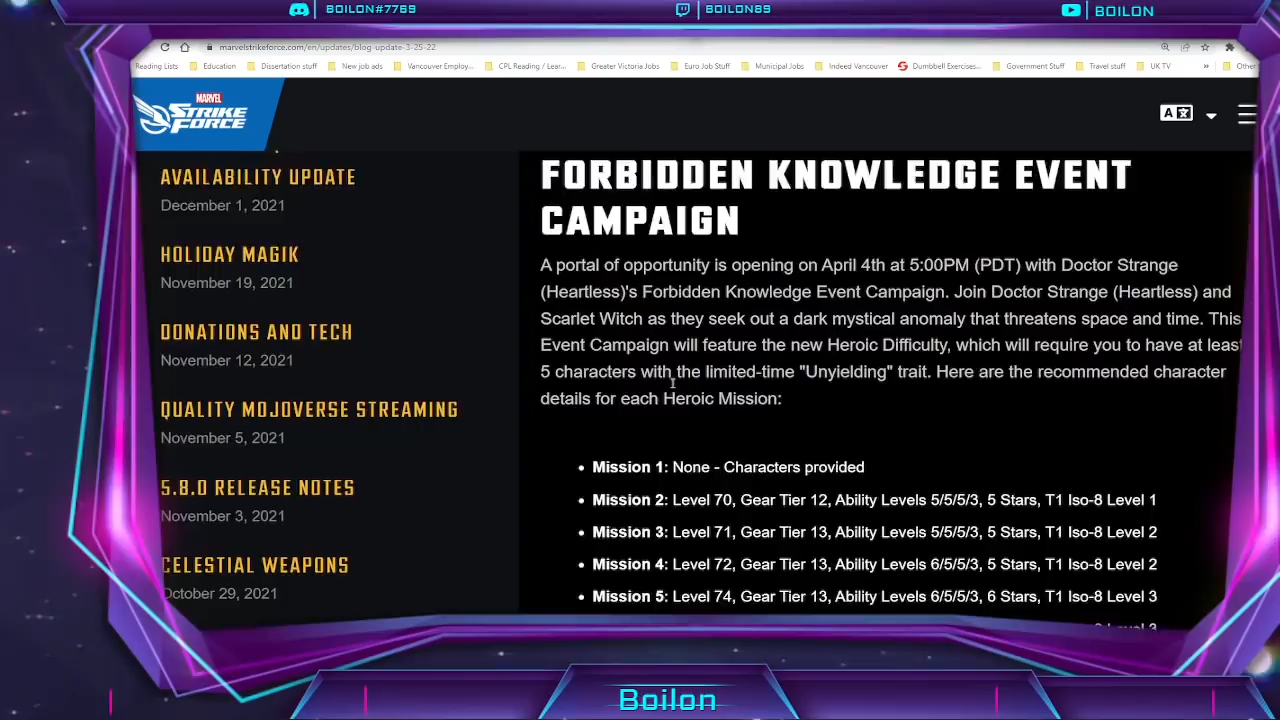 BOILON#7769
BOILON89
BOILON
marvelstrikeforce.com/en/updates/blog-update-3-25-22
Reading Lists
Education
Dissertation stuff
New job ads
Vancouver Employ...
CPL Reading / Lear...
Greater Victoria Jobs
Euro Job Stuff
Municipal Jobs
Indeed Vancouver
Dumbbell Exercises...
Government Stuff
Travel stuff
UK TV
»
Other
MARVEL
STRIKE
FORCE
AVAILABILITY UPDATE
December 1, 2021
HOLIDAY MAGIK
November 19, 2021
DONATIONS AND TECH
November 12, 2021
QUALITY MOJOVERSE STREAMING
November 5, 2021
5.8.0 RELEASE NOTES
November 3, 2021
CELESTIAL WEAPONS
October 29, 2021
FORBIDDEN KNOWLEDGE EVENT
CAMPAIGN
A portal of opportunity is opening on April 4th at 5:00PM (PDT) with Doctor Strange
(Heartless)'s Forbidden Knowledge Event Campaign. Join Doctor Strange (Heartless) and
Scarlet Witch as they seek out a dark mystical anomaly that threatens space and time. This
Event Campaign will feature the new Heroic Difficulty, which will require you to have at least
5 characters with the limited-time "Unyielding" trait. Here are the recommended character
details for each Heroic Mission:
• Mission 1: None - Characters provided
• Mission 2: Level 70, Gear Tier 12, Ability Levels 5/5/5/3, 5 Stars, T1 Iso-8 Level 1
• Mission 3: Level 71, Gear Tier 13, Ability Levels 5/5/5/3, 5 Stars, T1 Iso-8 Level 2
• Mission 4: Level 72, Gear Tier 13, Ability Levels 6/5/5/3, 5 Stars, T1 Iso-8 Level 2
• Mission 5: Level 74, Gear Tier 13, Ability Levels 6/5/5/3, 6 Stars, T1 Iso-8 Level 3
Boilon